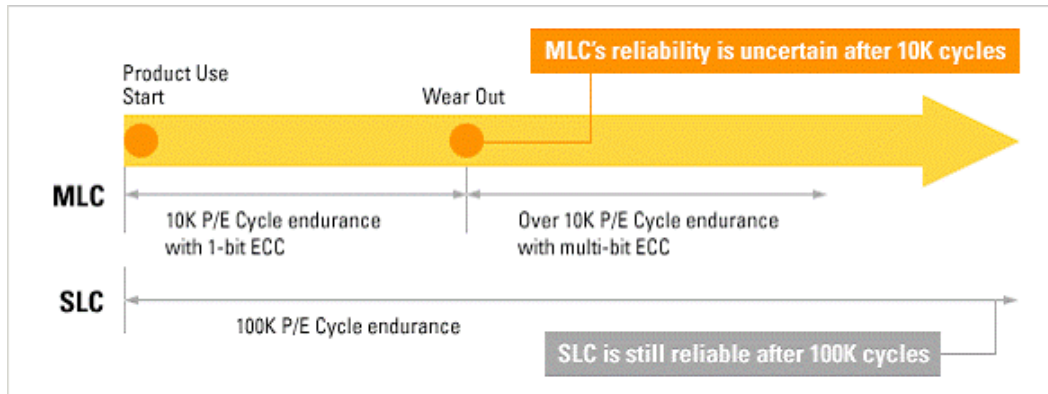 MLC's reliability is uncertain after 10K cycles
Product Use
Start
Wear Out
MLC
10K P/E Cycle endurance
with 1-bit ECC
Over 10K P/E Cycle endurance
with multi-bit ECC
SLC
100K P/E Cycle endurance
SLC is still reliable after 100K cycles